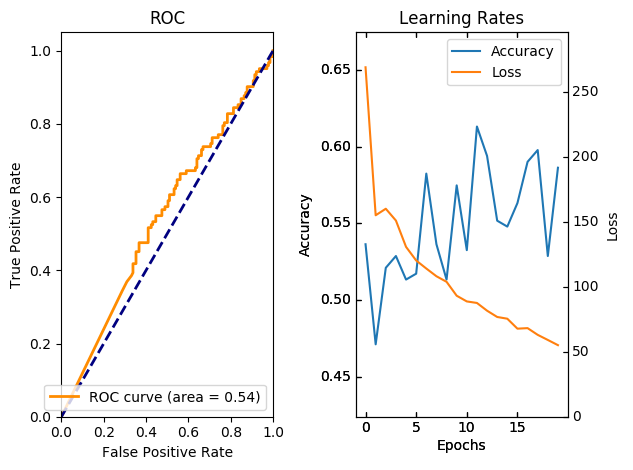 ROC
True Positive Rate
1.0
0.8
0.6
0.4
0.2
0.0
ROC curve (area = 0.54)
0.0 0.2 0.4 0.6 0.8 1.0
False Positive Rate
Learning Rates
Accuracy
0.65
0.60
0.55
0.50
0.45
Accuracy
Loss
250
200
150
100
50
0
Loss
0 5 10 15
Epochs